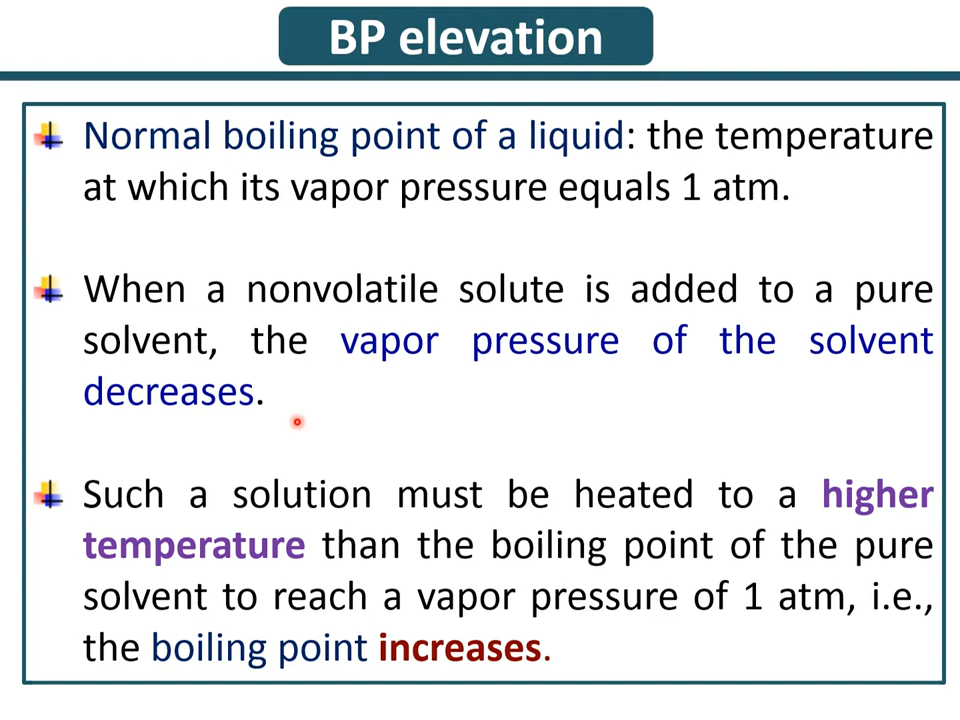 BP elevation
Normal boiling point of a liquid: the temperature
at which its vapor pressure equals 1 atm.
When a nonvolatile solute is added to a pure
solvent, the vapor pressure of the solvent
decreases.
Such a solution must be heated to a higher
temperature than the boiling point of the pure
solvent to reach a vapor pressure of 1 atm, i.e.,
the boiling point increases.